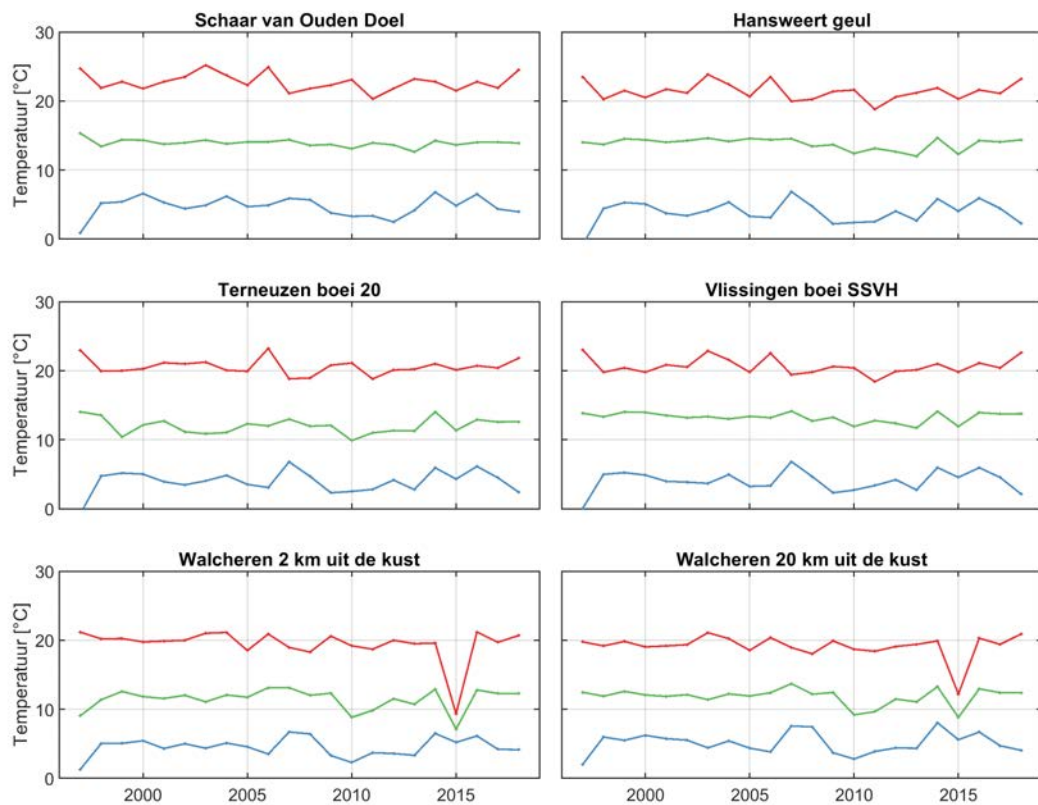 Schaar van Ouden Doel
Hansweert geul
30
20
10
0
Temperatuur [°C]
Terneuzen boei 20
Vlissingen boei SSVH
30
20
10
0
Temperatuur [°C]
Walcheren 2 km uit de kust
Walcheren 20 km uit de kust
30
20
10
0
Temperatuur [°C]
2000 2005 2010 2015
2000 2005 2010 2015